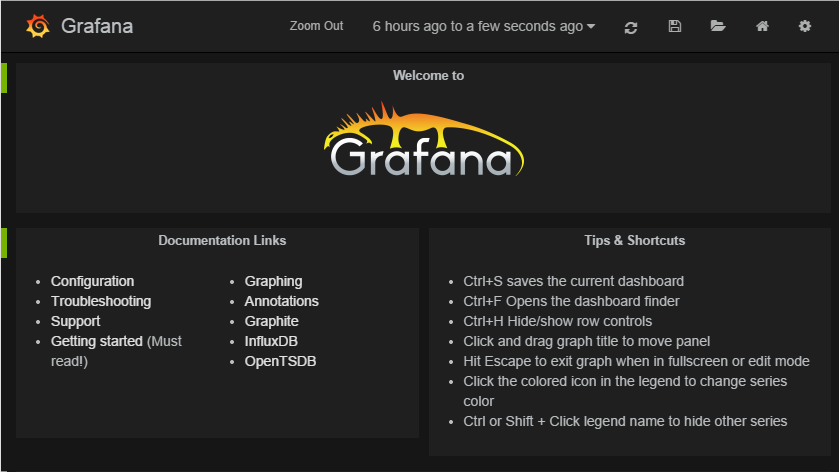 Grafana
Zoom Out
6 hours ago to a few seconds ago
Welcome to
Grafana
Documentation Links
Configuration
Troubleshooting
Support
Getting started (Must
read!)
Graphing
Annotations
Graphite
InfluxDB
OpenTSDB
Tips & Shortcuts
Ctrl+S saves the current dashboard
Ctrl+F Opens the dashboard finder
Ctrl+H Hide/show row controls
Click and drag graph title to move panel
Hit Escape to exit graph when in fullscreen or edit mode
Click the colored icon in the legend to change series
color
Ctrl or Shift + Click legend name to hide other series